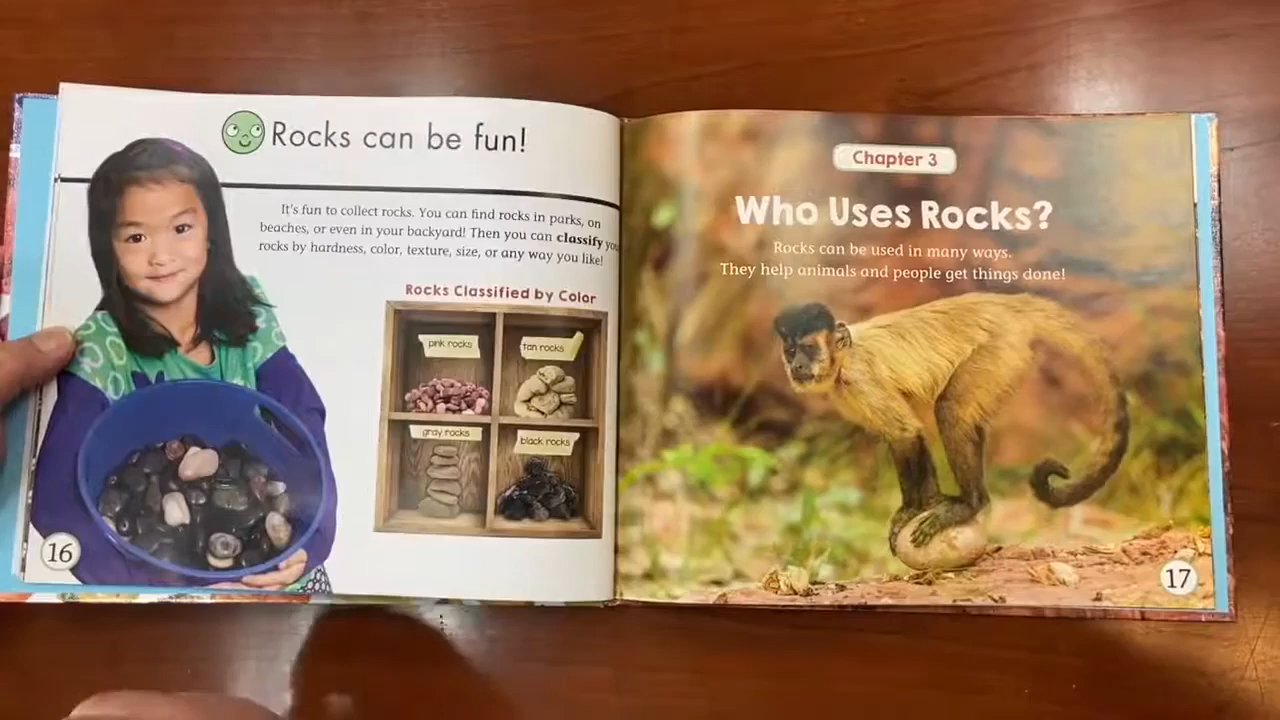 Rocks can be fun!
It's fun to collect rocks. You can find rocks in parks, on
beaches, or even in your backyard! Then you can classify
rocks by hardness, color, texture, size, or any way you like!
Rocks Classified by Color
pink rocks
tan rocks
gray rocks
black rocks
16
Chapter 3
Who Uses Rocks?
Rocks can be used in many ways.
They help animals and people get things done!
17